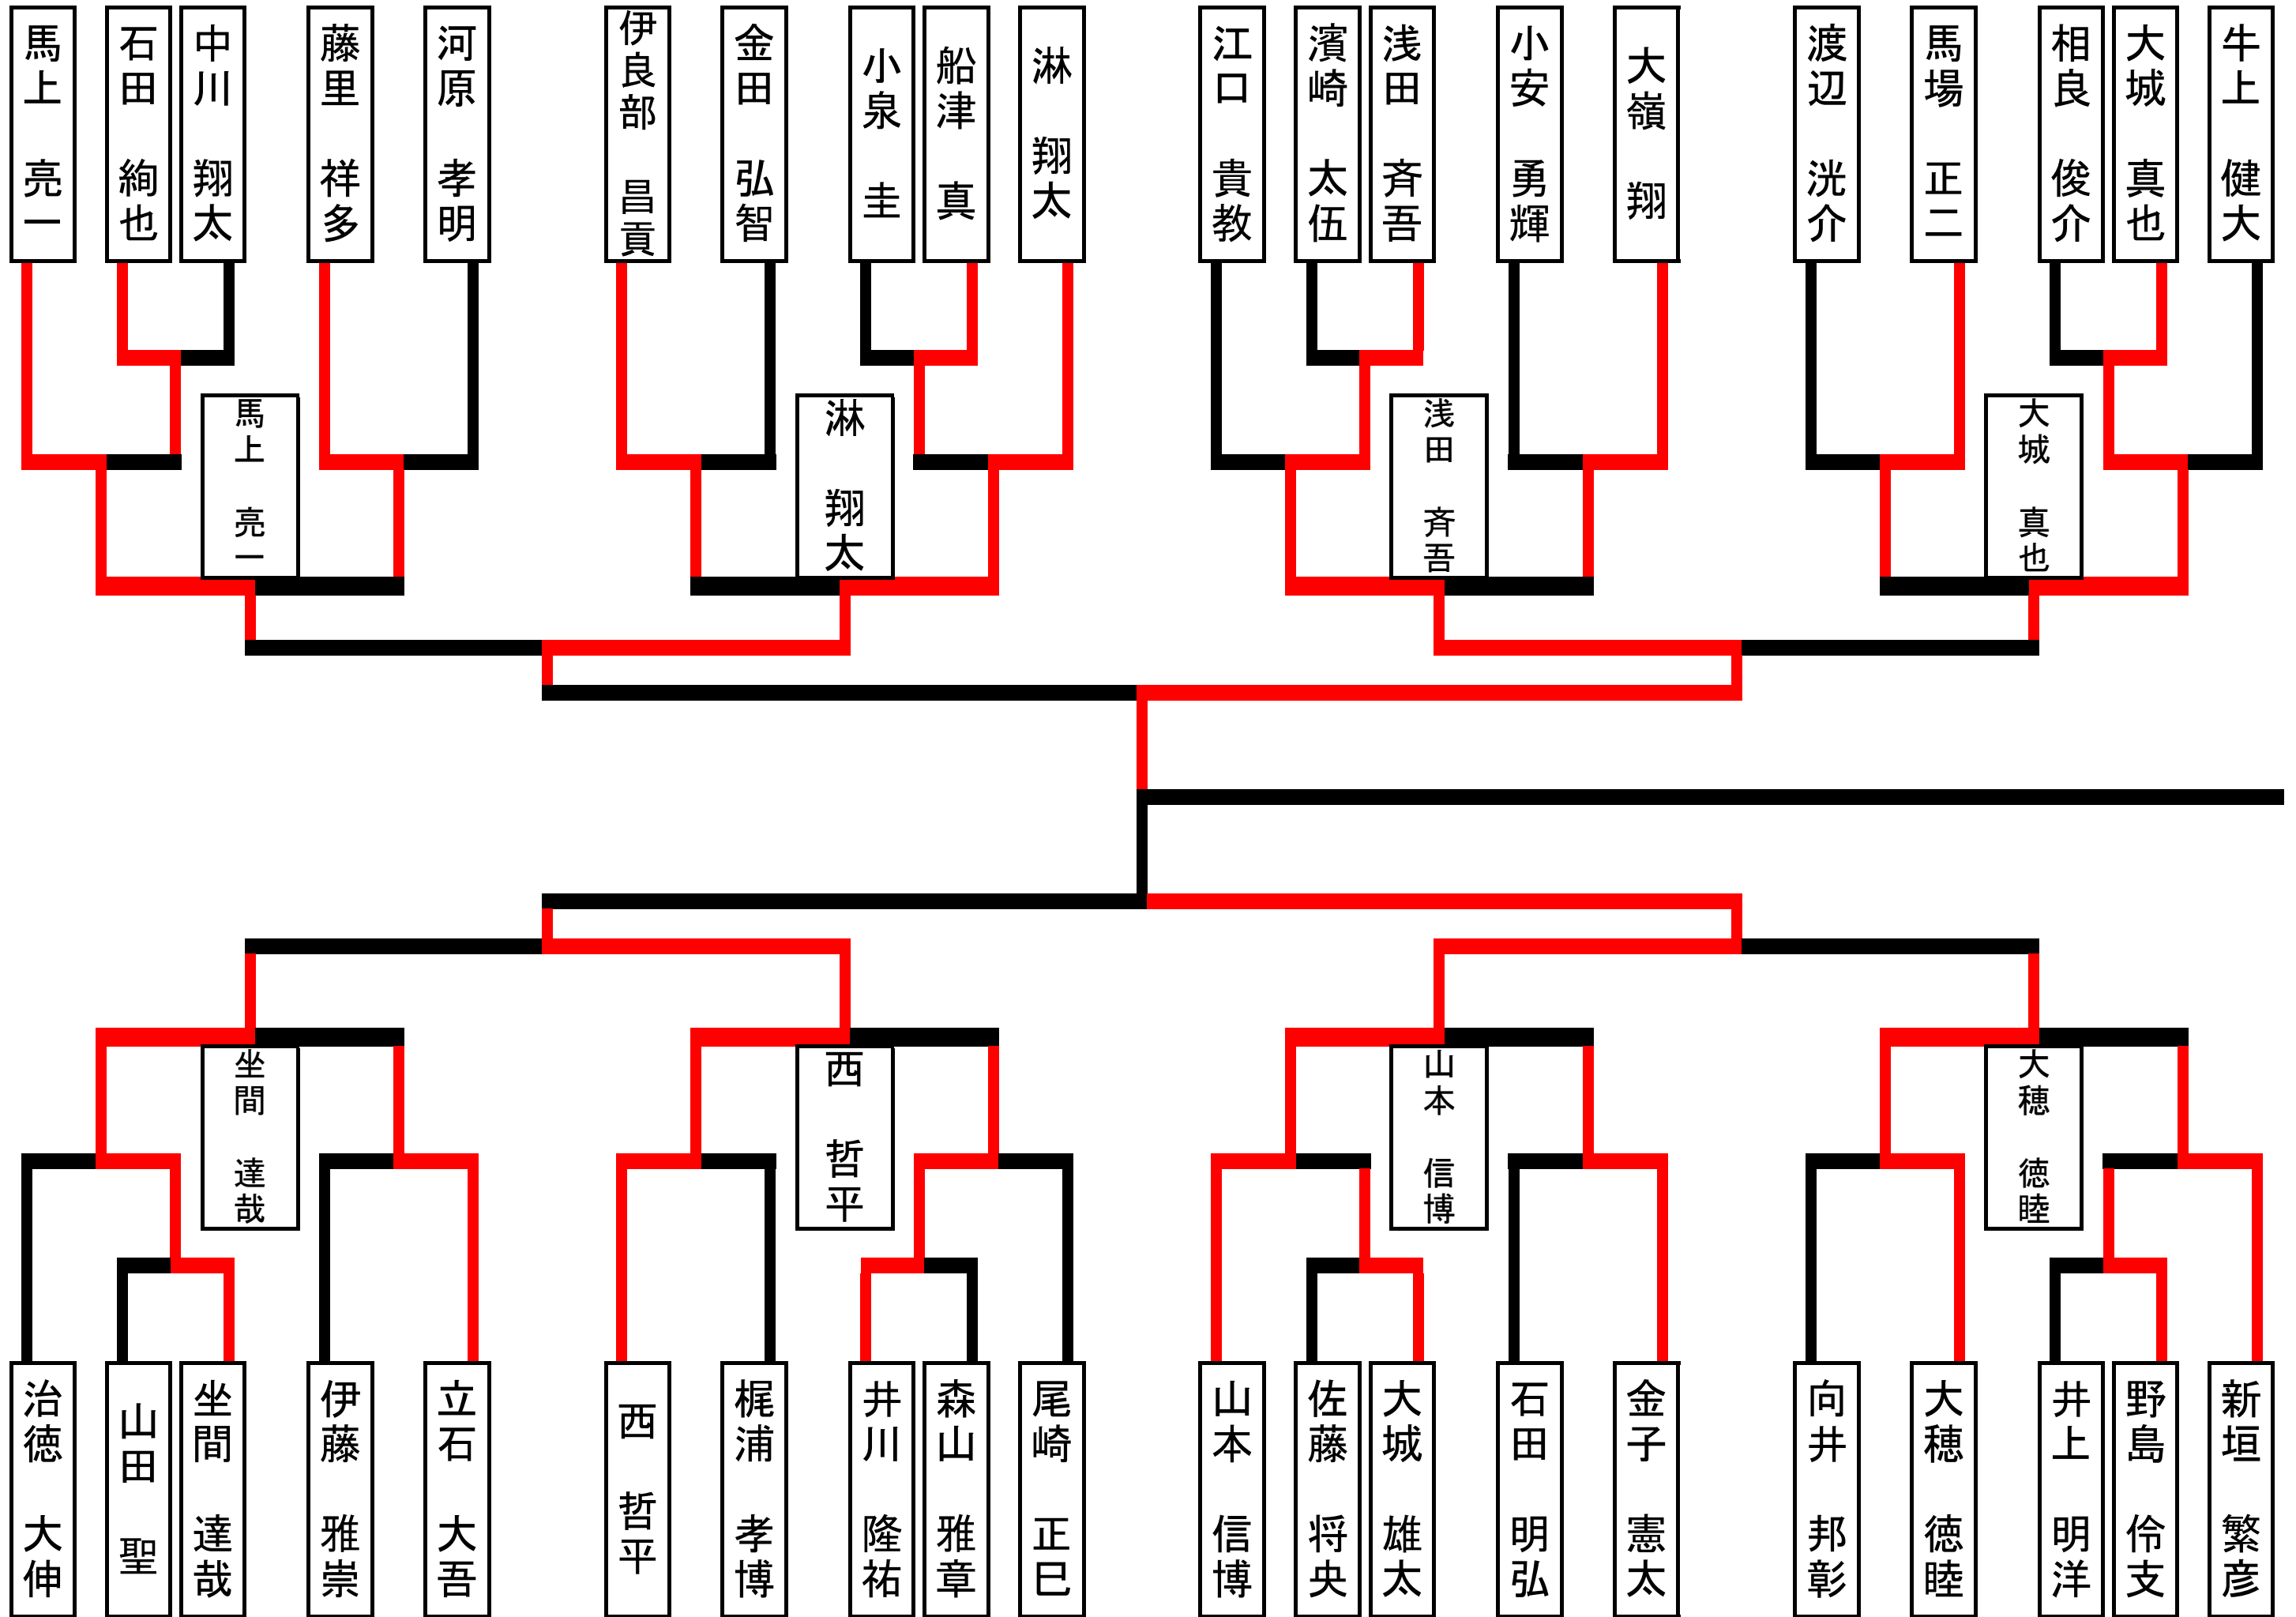 馬上 亮一
石田 絢也
中川 翔太
藤里 祥多
河原 孝明
伊良部 昌貢
金田 弘智
小泉 圭
船津 真
淋 翔太
江口 貴教
濱崎 太伍
浅田 斉吾
小安 勇輝
大嶺 翔
渡辺 洸介
馬場 正二
相良 俊介
大城 真也
牛上 健大
馬上 亮一
淋 翔太
浅田 斉吾
大城 真也
坐間 達哉
西 哲平
山本 信博
大穂 徳睦
治徳 大伸
山田 聖
坐間 達哉
伊藤 雅崇
立石 大吾
西 哲平
梶浦 孝博
井川 隆祐
森山 雅章
尾崎 正巳
山本 信博
佐藤 将央
大城 雄太
石田 明弘
金子 憲太
向井 邦彰
大穂 徳睦
井上 明洋
野島 伶支
新垣 繁彦